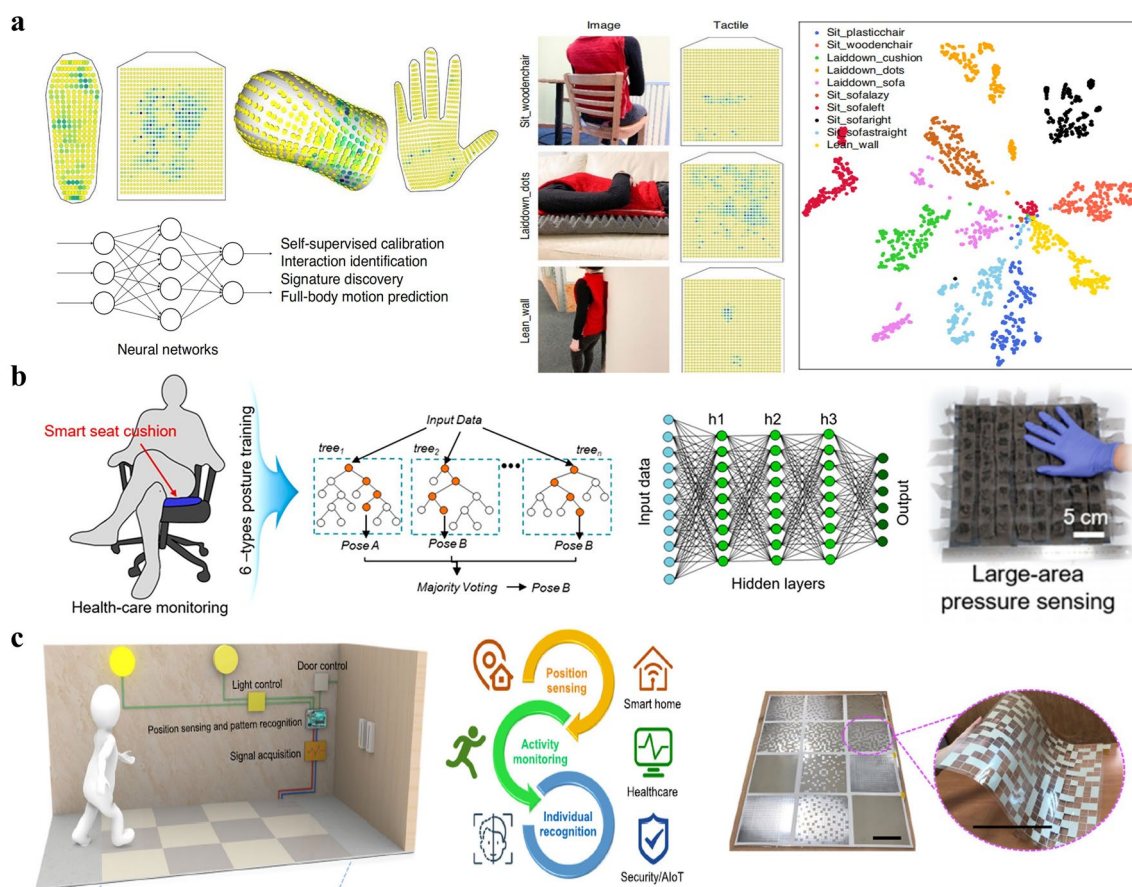 a
Image
Tactile
Sit_woodenchair
Laiddown_dots
Lean_wall
Self-supervised calibration
Interaction identification
Signature discovery
Full-body motion prediction
Neural networks
Sit_plasticchair
Sit_woodenchair
Laiddown_cushion
Laiddown_dots
Laiddown_sofa
Sit_sofalazy
Sit_sofaleft
Sit_sofaright
Sit_sofastraight
Lean_wall
b
Smart seat cushion
Health-care monitoring
6 -types posture training
Input Data
tree1
tree2
treen
Pose A
Pose B
Pose B
Majority Voting
Pose B
Input data
h1
h2
h3
Output
Hidden layers
5 cm
Large-area
pressure sensing
c
Door control
Light control
Position sensing and pattern recognition
Signal acquisition
Position
sensing
Smart home
Activity
monitoring
Healthcare
Individual
recognition
Security/AIoT